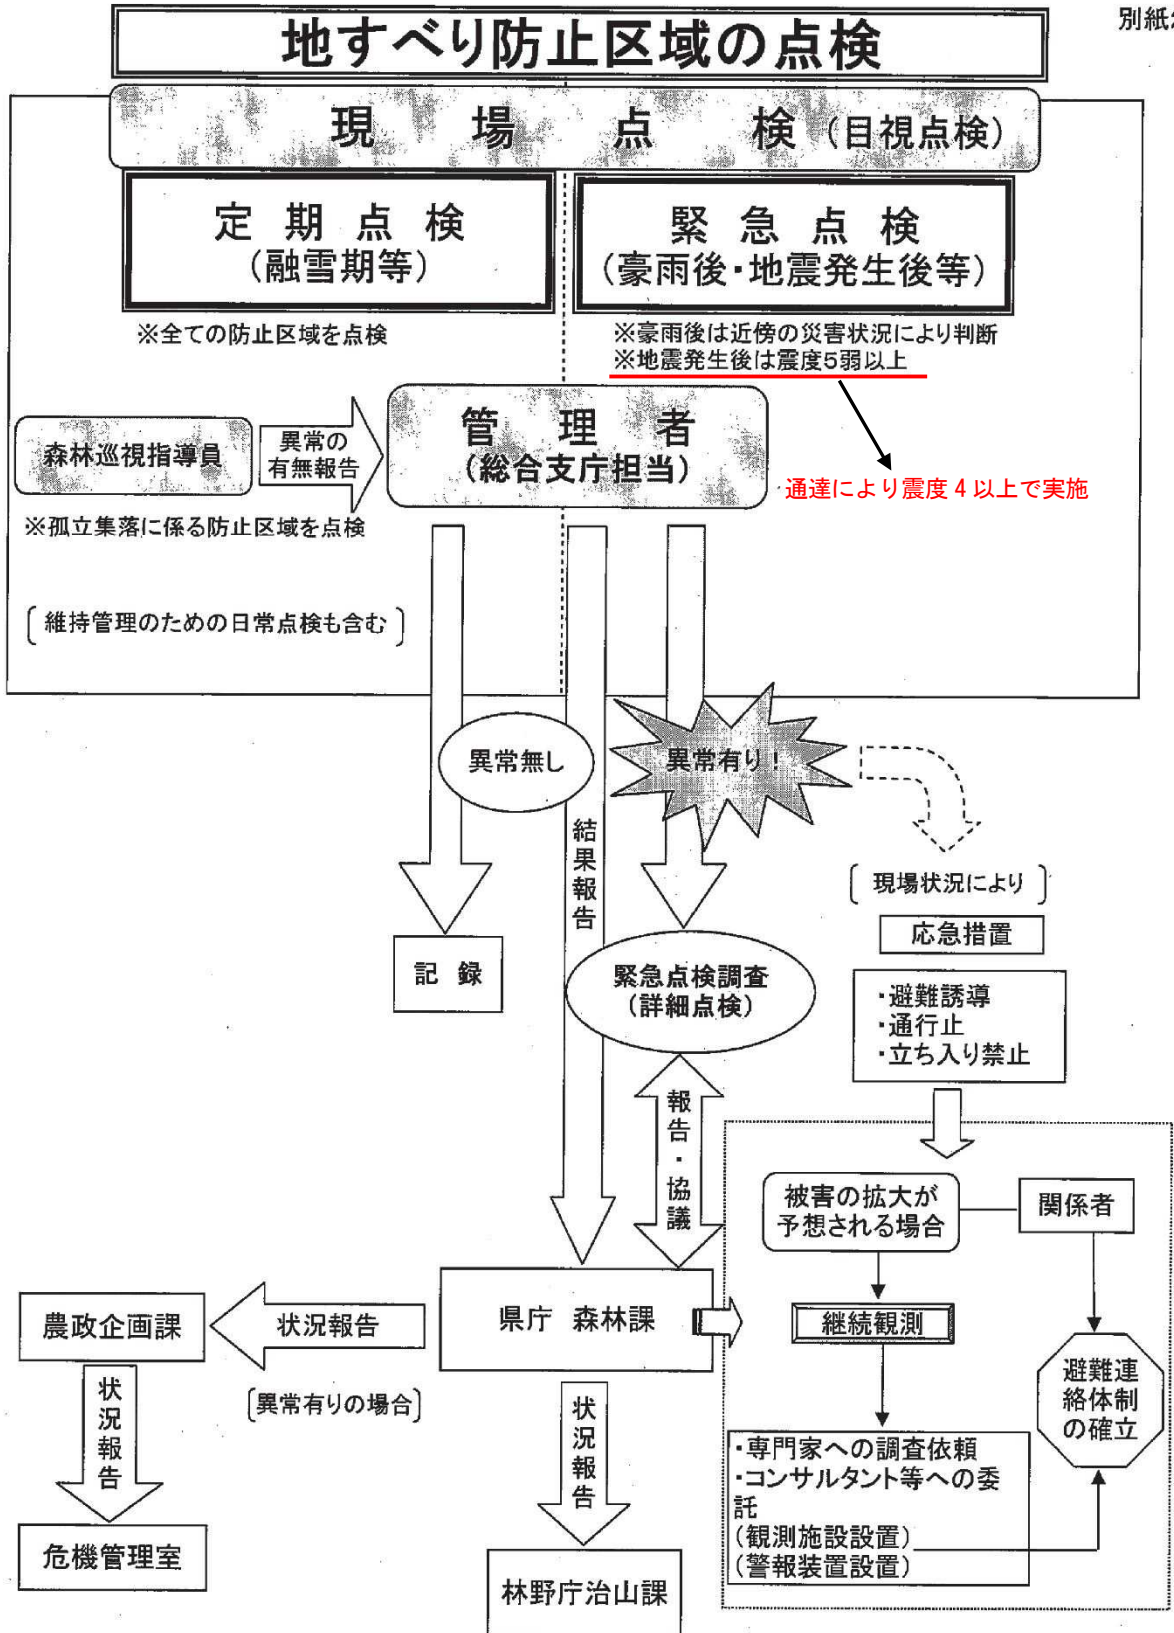 別紙
地すべり防止区域の点検
現場点検(目視点検)
定期点検
(融雪期等)
緊急点検
(豪雨後・地震発生後等)
※全ての防止区域を点検
※豪雨後は近傍の災害状況により判断
※地震発生後は震度5弱以上
通達により震度4以上で実施
森林巡視指導員
異常の
有無報告
管理者
(総合支庁担当)
※孤立集落に係る防止区域を点検
〔維持管理のための日常点検も含む〕
異常無し
異常有り!
結果報告
〔現場状況により〕
応急措置
記録
緊急点検調査
(詳細点検)
・避難誘導
・通行止
・立ち入り禁止
報告・協議
被害の拡大が
予想される場合
関係者
県庁 森林課
継続観測
農政企画課
状況報告
〔異常有りの場合〕
避難連
絡体制
の確立
状況報告
状況報告
・専門家への調査依頼
・コンサルタント等への委
託
(観測施設設置)
(警報装置設置)
危機管理室
林野庁治山課